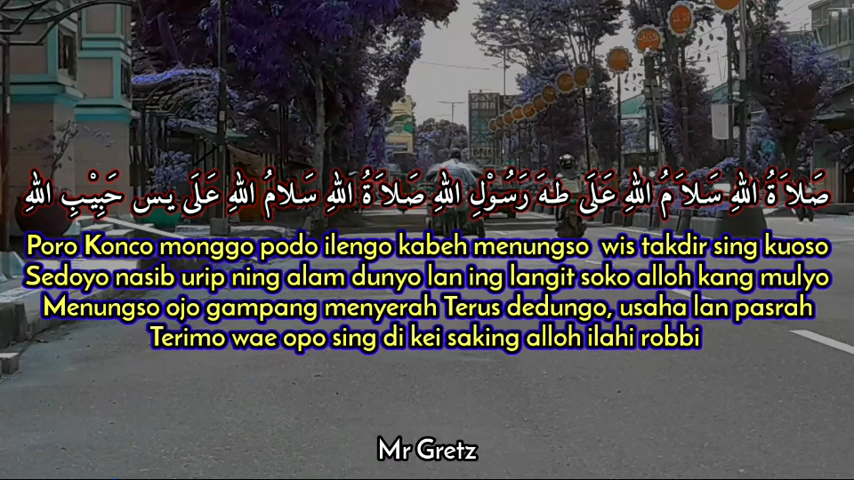 صَلاَةُ اللهِ سَلاَمُ اللهِ عَلَى طَهَ رَسُوْلِ اللهِ صَلاَةُ اللهِ سَلامُ اللهِ عَلَى يس حَبِيْبِ اللهِ
Poro Konco monggo podo ilengo kabeh menungso wis takdir sing kuoso
Sedoyo nasib urip ning alam dunyo lan ing langit soko alloh kang mulyo
Menungso ojo gampang menyerah Terus dedungo, usaha lan pasrah
Terimo wae opo sing di kei saking alloh ilahi robbi
Mr Gretz